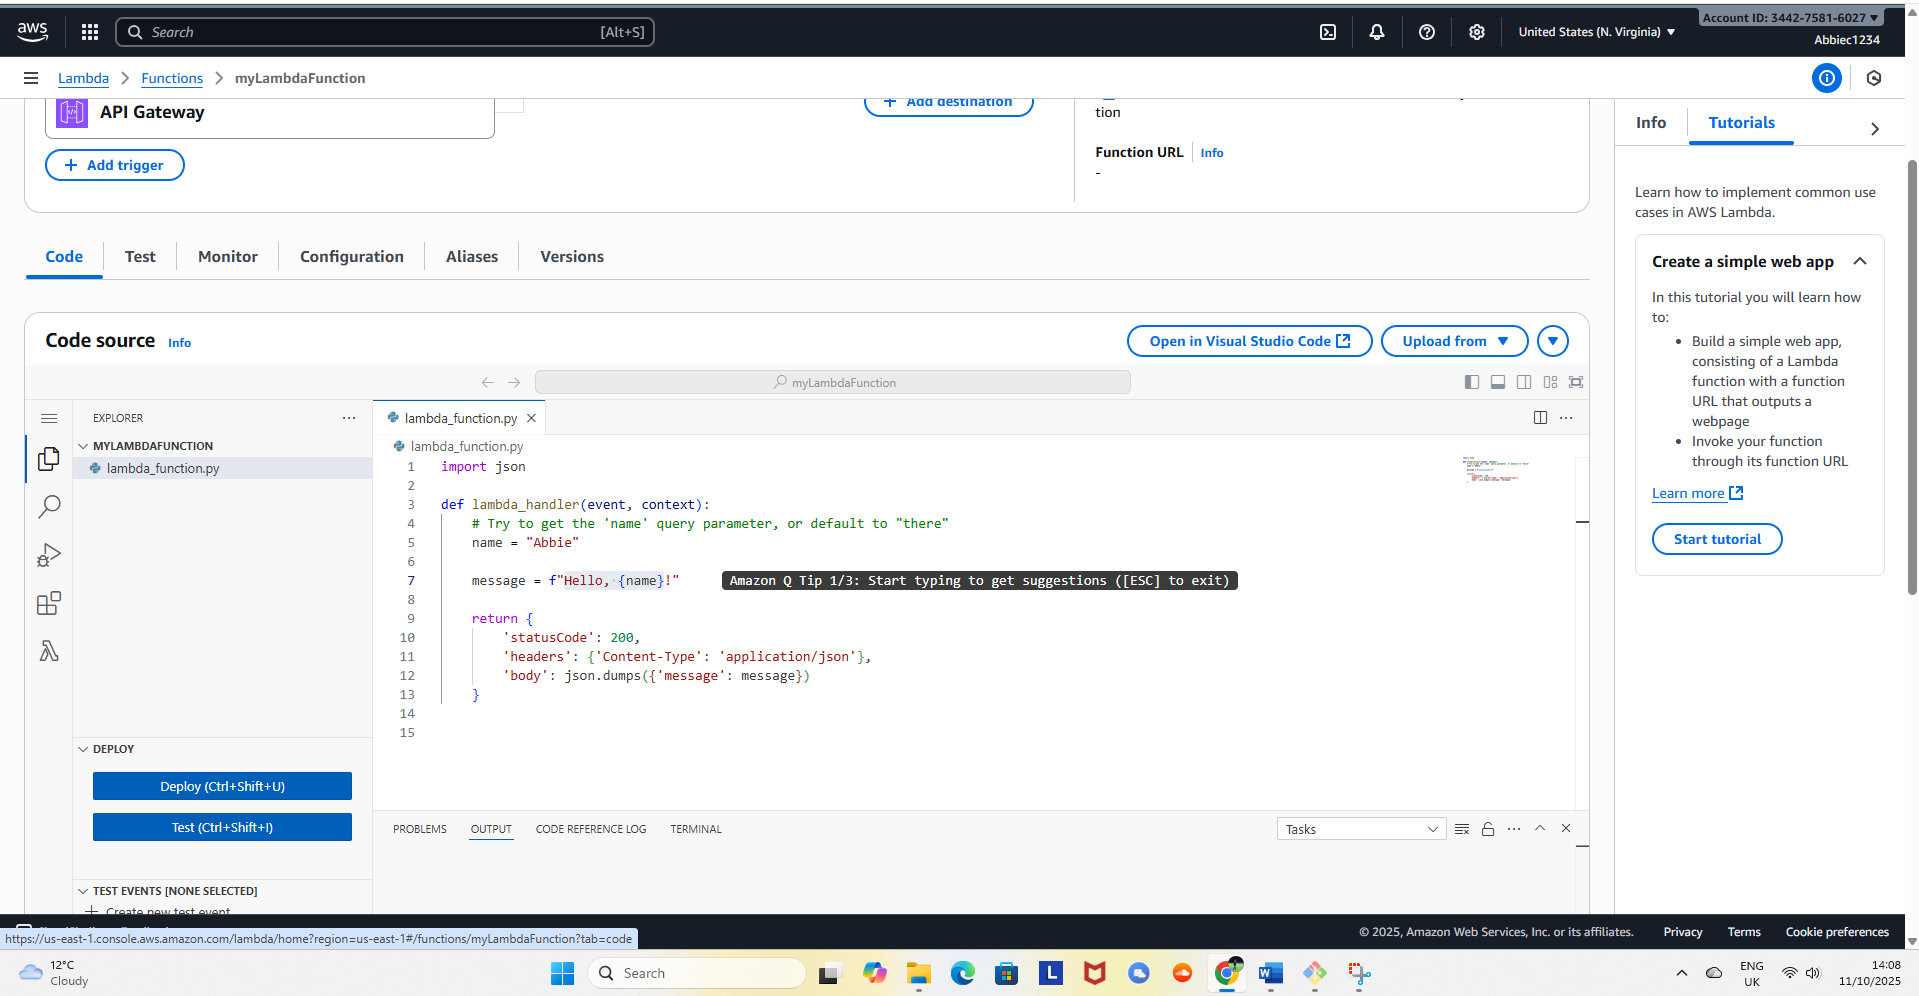 aws
Search [Alt+S]
United States (N. Virginia) ▼
Account ID: 3442-7581-6027 ▼
Abbiec1234
Lambda > Functions > myLambdaFunction
API Gateway
+ Add trigger
+ Add destination
tion
Function URL Info
-
Code Test Monitor Configuration Aliases Versions
Code source Info
Open in Visual Studio Code
Upload from ▼
myLambdaFunction
EXPLORER
MYLAMBDAFUNCTION
lambda_function.py
lambda_function.py
lambda_function.py
1 import json
2
3 def lambda_handler(event, context):
4 # Try to get the 'name' query parameter, or default to "there"
5 name = "Abbie"
6
7 message = f"Hello, {name}!" Amazon Q Tip 1/3: Start typing to get suggestions ([ESC] to exit)
8
9 return {
10 'statusCode': 200,
11 'headers': {'Content-Type': 'application/json'},
12 'body': json.dumps({'message': message})
13 }
14
15
DEPLOY
Deploy (Ctrl+Shift+U)
Test (Ctrl+Shift+I)
TEST EVENTS [NONE SELECTED]
Create new test event
PROBLEMS OUTPUT CODE REFERENCE LOG TERMINAL
Tasks
Info Tutorials
Learn how to implement common use
cases in AWS Lambda.
Create a simple web app
In this tutorial you will learn how
to:
• Build a simple web app,
consisting of a Lambda
function with a function
URL that outputs a
webpage
• Invoke your function
through its function URL
Learn more
Start tutorial
https://us-east-1.console.aws.amazon.com/lambda/home?region=us-east-1#/functions/myLambdaFunction?tab=code
© 2025, Amazon Web Services, Inc. or its affiliates. Privacy Terms Cookie preferences
12°C
Cloudy
Search
L
ENG
UK
14:08
11/10/2025